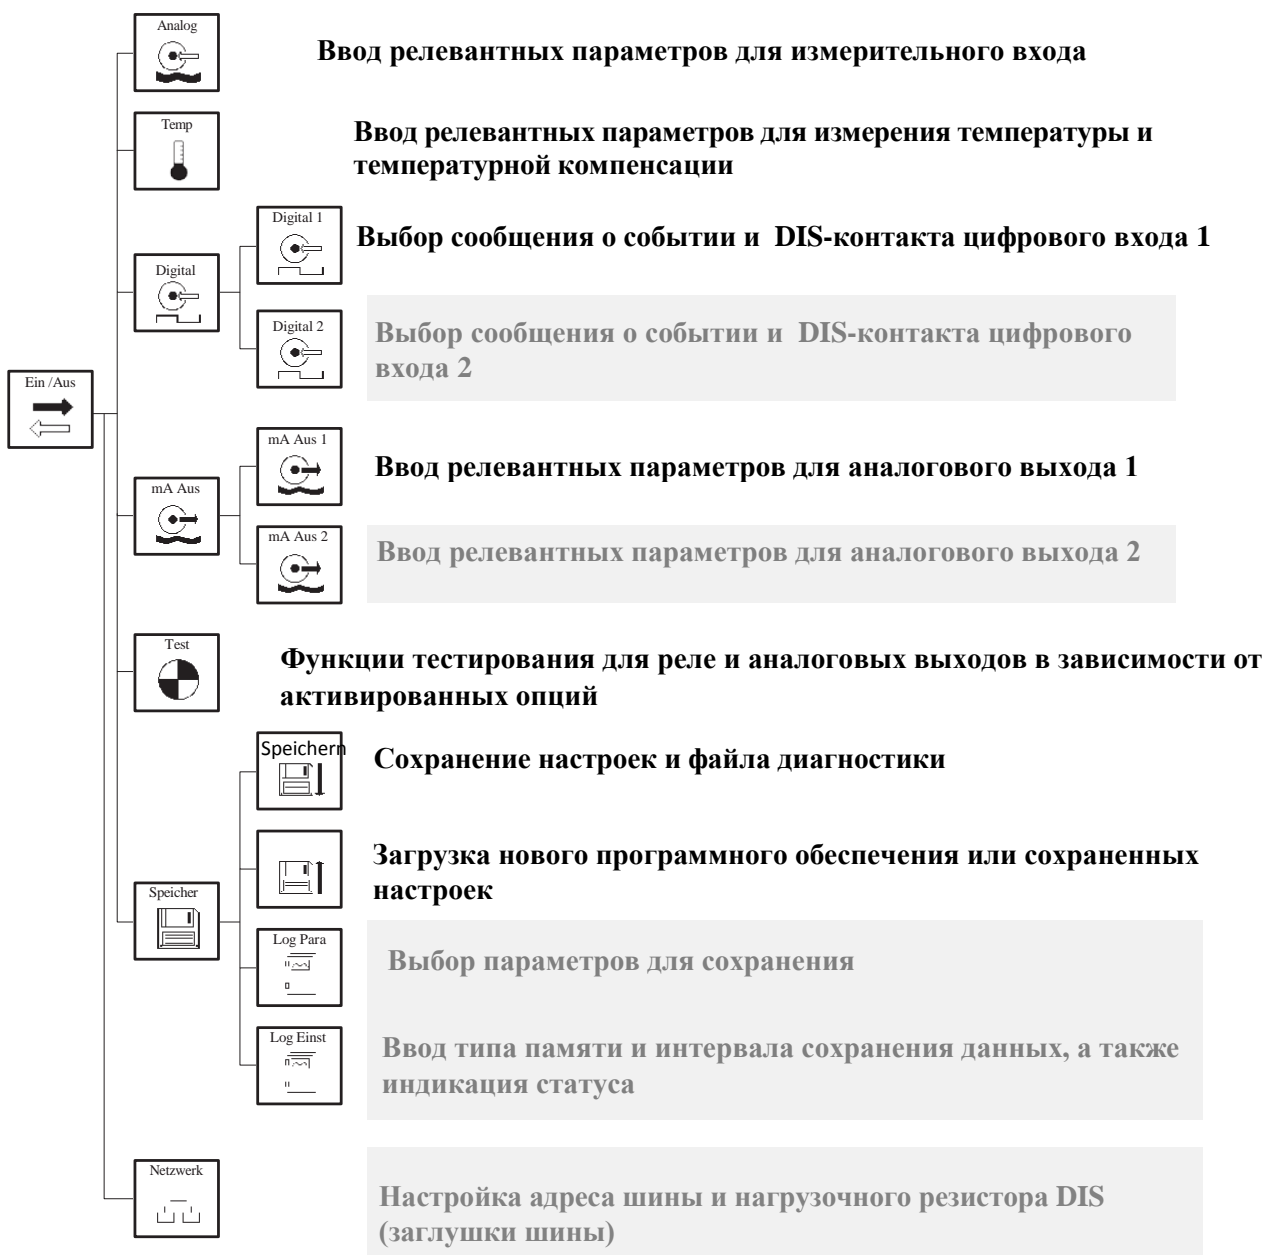 Analog
Ввод релевантных параметров для измерительного входа
Temp
Ввод релевантных параметров для измерения температуры и
температурной компенсации
Digital 1
Выбор сообщения о событии и DIS-контакта цифрового входа 1
Digital
Digital 2
Выбор сообщения о событии и DIS-контакта цифрового
входа 2
Ein /Aus
mA Aus 1
Ввод релевантных параметров для аналогового выхода 1
mA Aus
mA Aus 2
Ввод релевантных параметров для аналогового выхода 2
Test
Функции тестирования для реле и аналоговых выходов в зависимости от
активированных опций
Speichern
Сохранение настроек и файла диагностики
Загрузка нового программного обеспечения или сохраненных
настроек
Speicher
Log Para
Выбор параметров для сохранения
Log Einst
Ввод типа памяти и интервала сохранения данных, а также
индикация статуса
Netzwerk
Настройка адреса шины и нагрузочного резистора DIS
(заглушки шины)